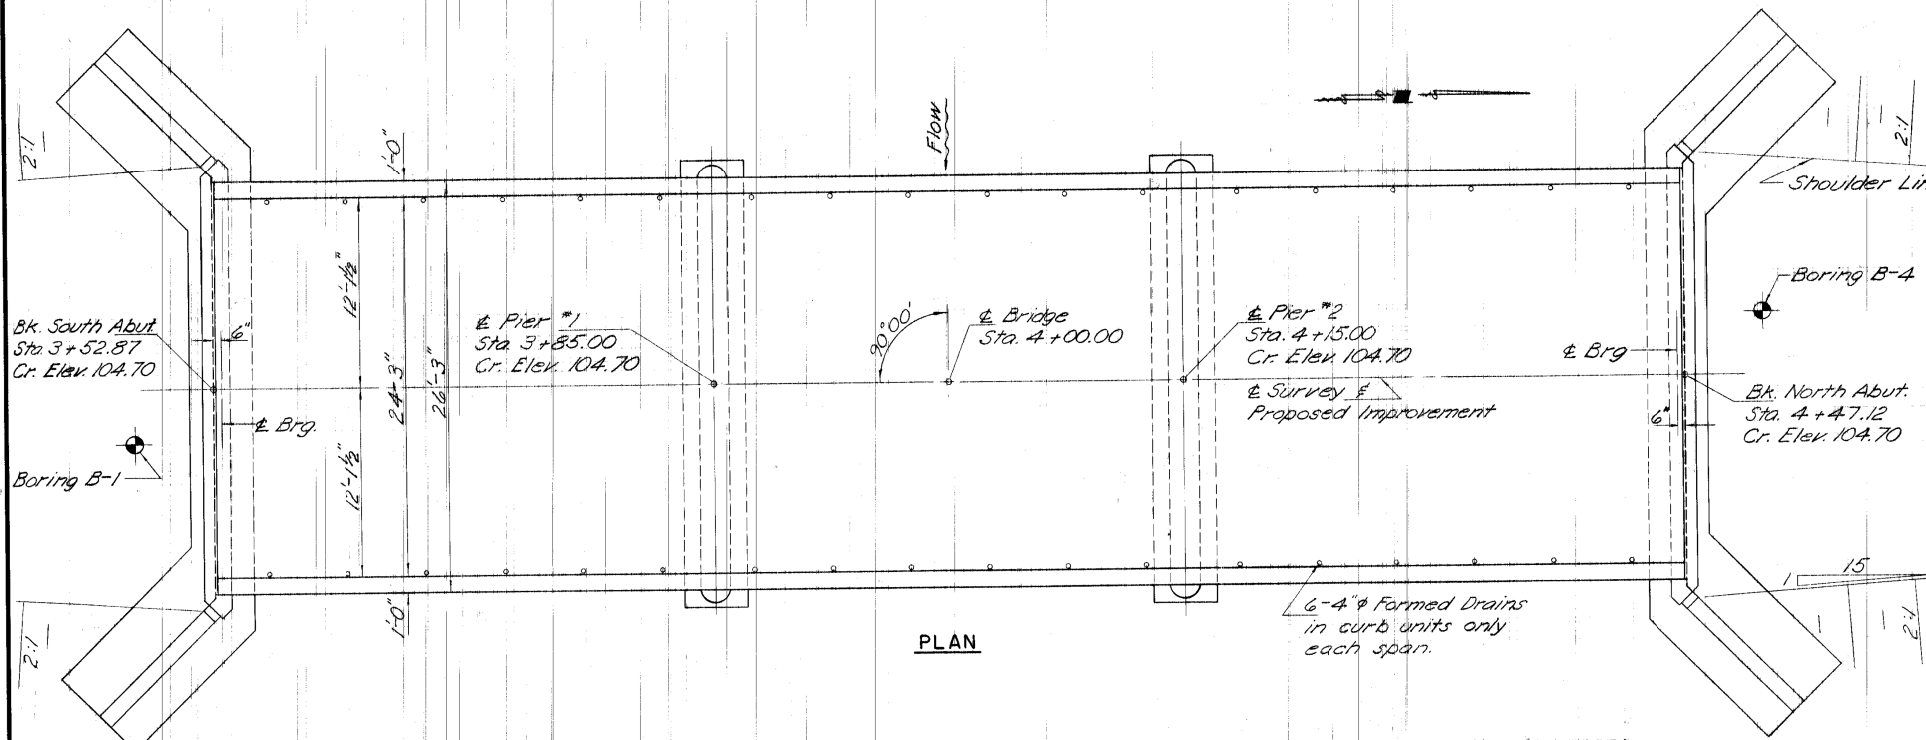 2:1
1'-0"
Flow
2:1
Shoulder Lin
Boring B-4
12'-1½"
24'-3"
26'-3"
12'-1½"
1'-0"
Bk. South Abut
Sta. 3+52.87
Cr. Elev. 104.70
6"
℄ Brg.
Boring B-1
℄ Pier #1
Sta. 3+85.00
Cr. Elev. 104.70
90°00'
℄ Bridge
Sta. 4+00.00
℄ Pier #2
Sta. 4+15.00
Cr. Elev. 104.70
℄ Survey &
Proposed Improvement
℄ Brg
6"
Bk. North Abut.
Sta. 4+47.12
Cr. Elev. 104.70
2:1
6-4"φ Formed Drains
in curb units only
each span.
1
15
2:1
PLAN